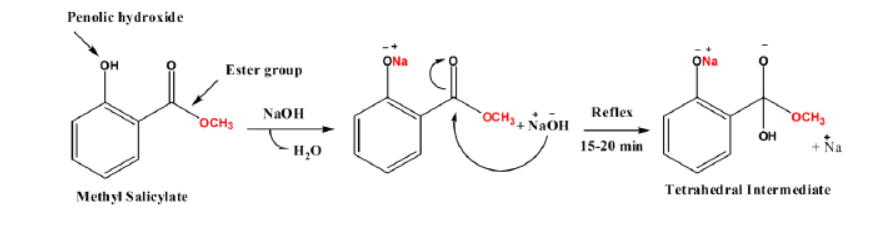 Penolic hydroxide
OH
O
Ester group
OCH3
NaOH
H2O
Methyl Salicylate
- +
ONa
O
OCH3
+ -
+ NaOH
Reflex
15-20 min
- +
ONa
-
O
OCH3
OH
+
+ Na
Tetrahedral Intermediate